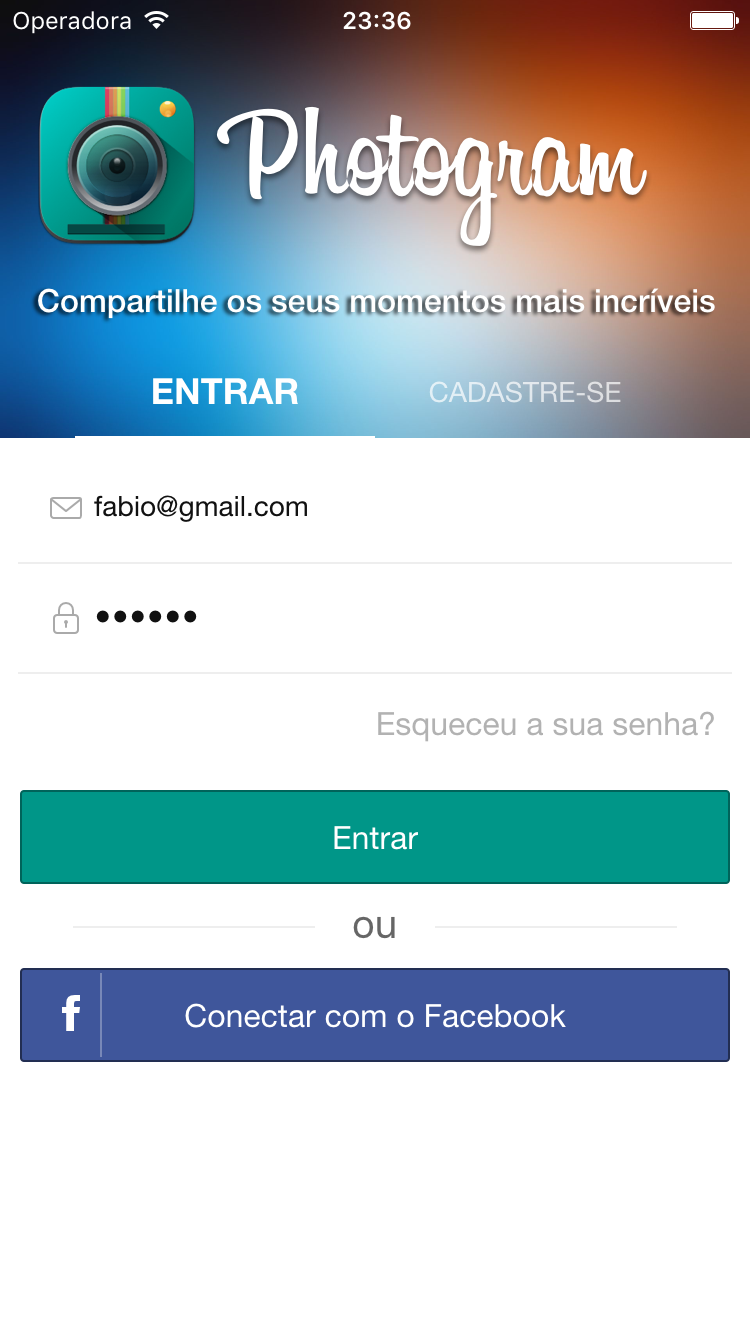 Operadora 23:36
Photogram
Compartilhe os seus momentos mais incríveis
ENTRAR CADASTRE-SE
fabio@gmail.com
••••••
Esqueceu a sua senha?
Entrar
ou
f Conectar com o Facebook